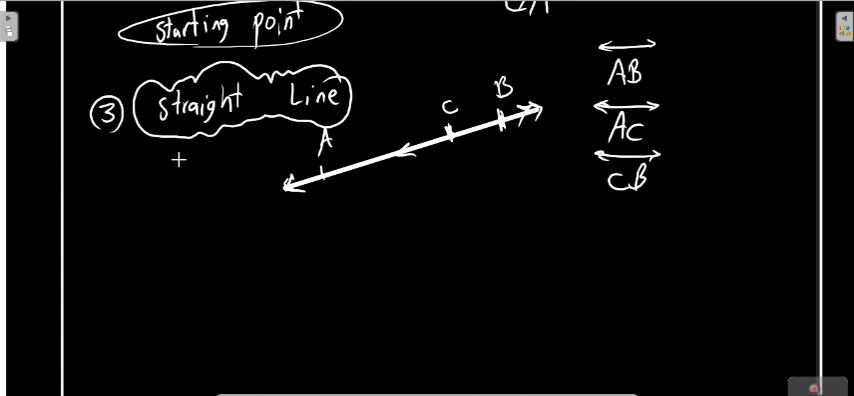 starting point
③ straight Line
A
C
B
AB
AC
CB